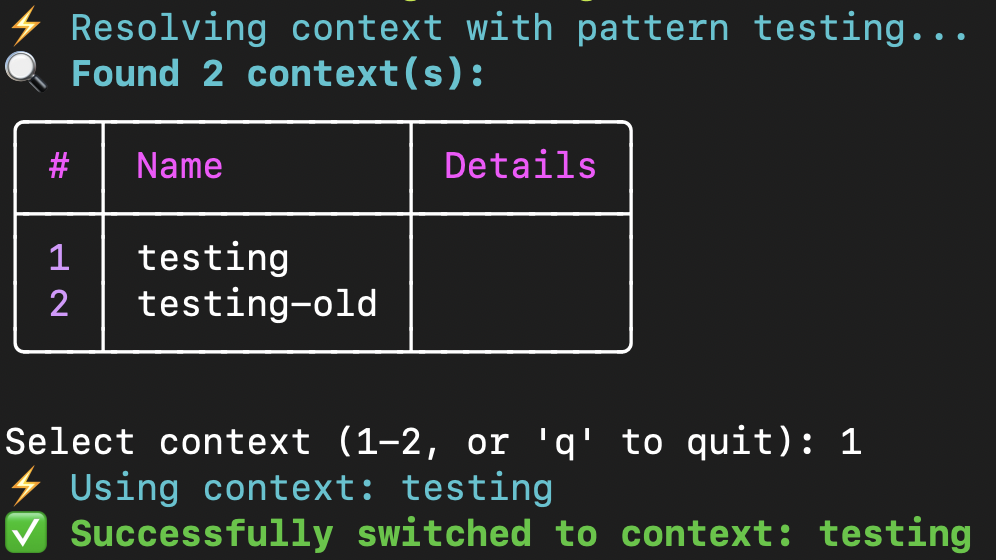 ⚡ Resolving context with pattern testing...
🔍 Found 2 context(s):
# Name Details
1 testing
2 testing-old
Select context (1-2, or 'q' to quit): 1
⚡ Using context: testing
✅ Successfully switched to context: testing